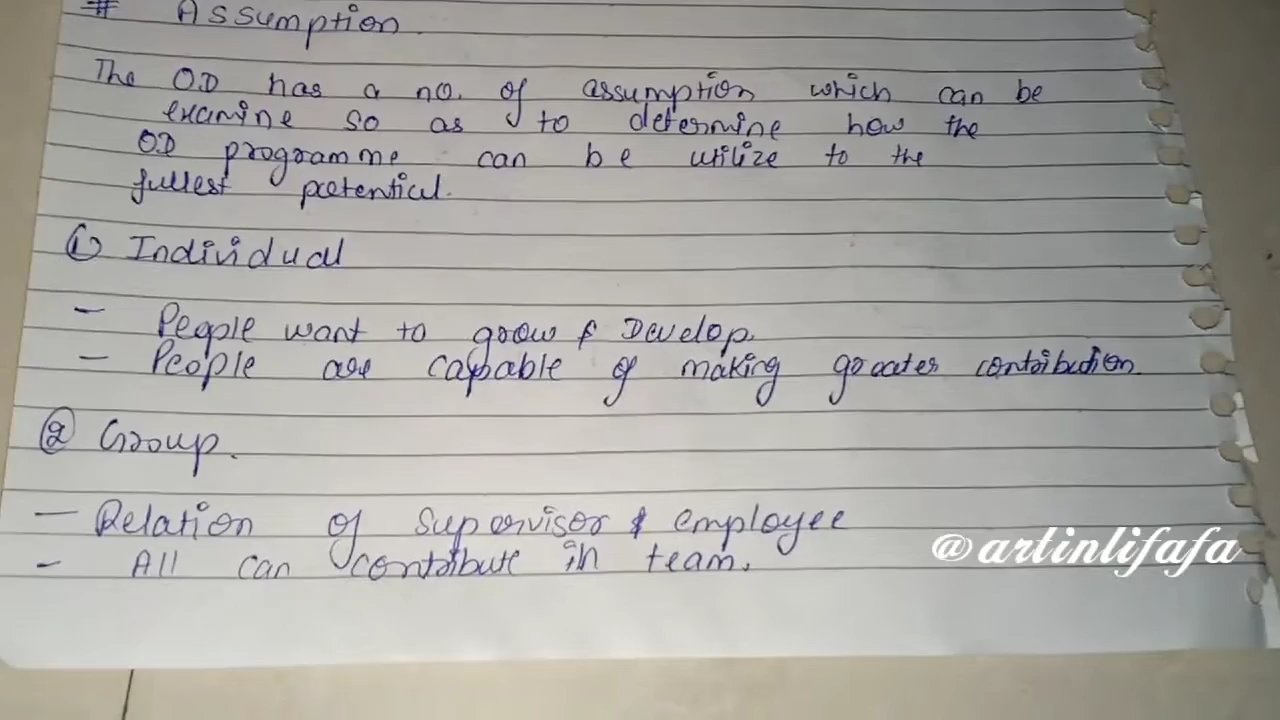 # Assumption
The O.D has a no. of assumption which can be
examine so as to determine how the
OD programme can be utilize to the
fullest potential.
① Individual
- People want to grow & Develop.
- People are capable of making greater contribution
② Group.
- Relation of supervisor & employee
- All can contribute in team.
@artinlifafa